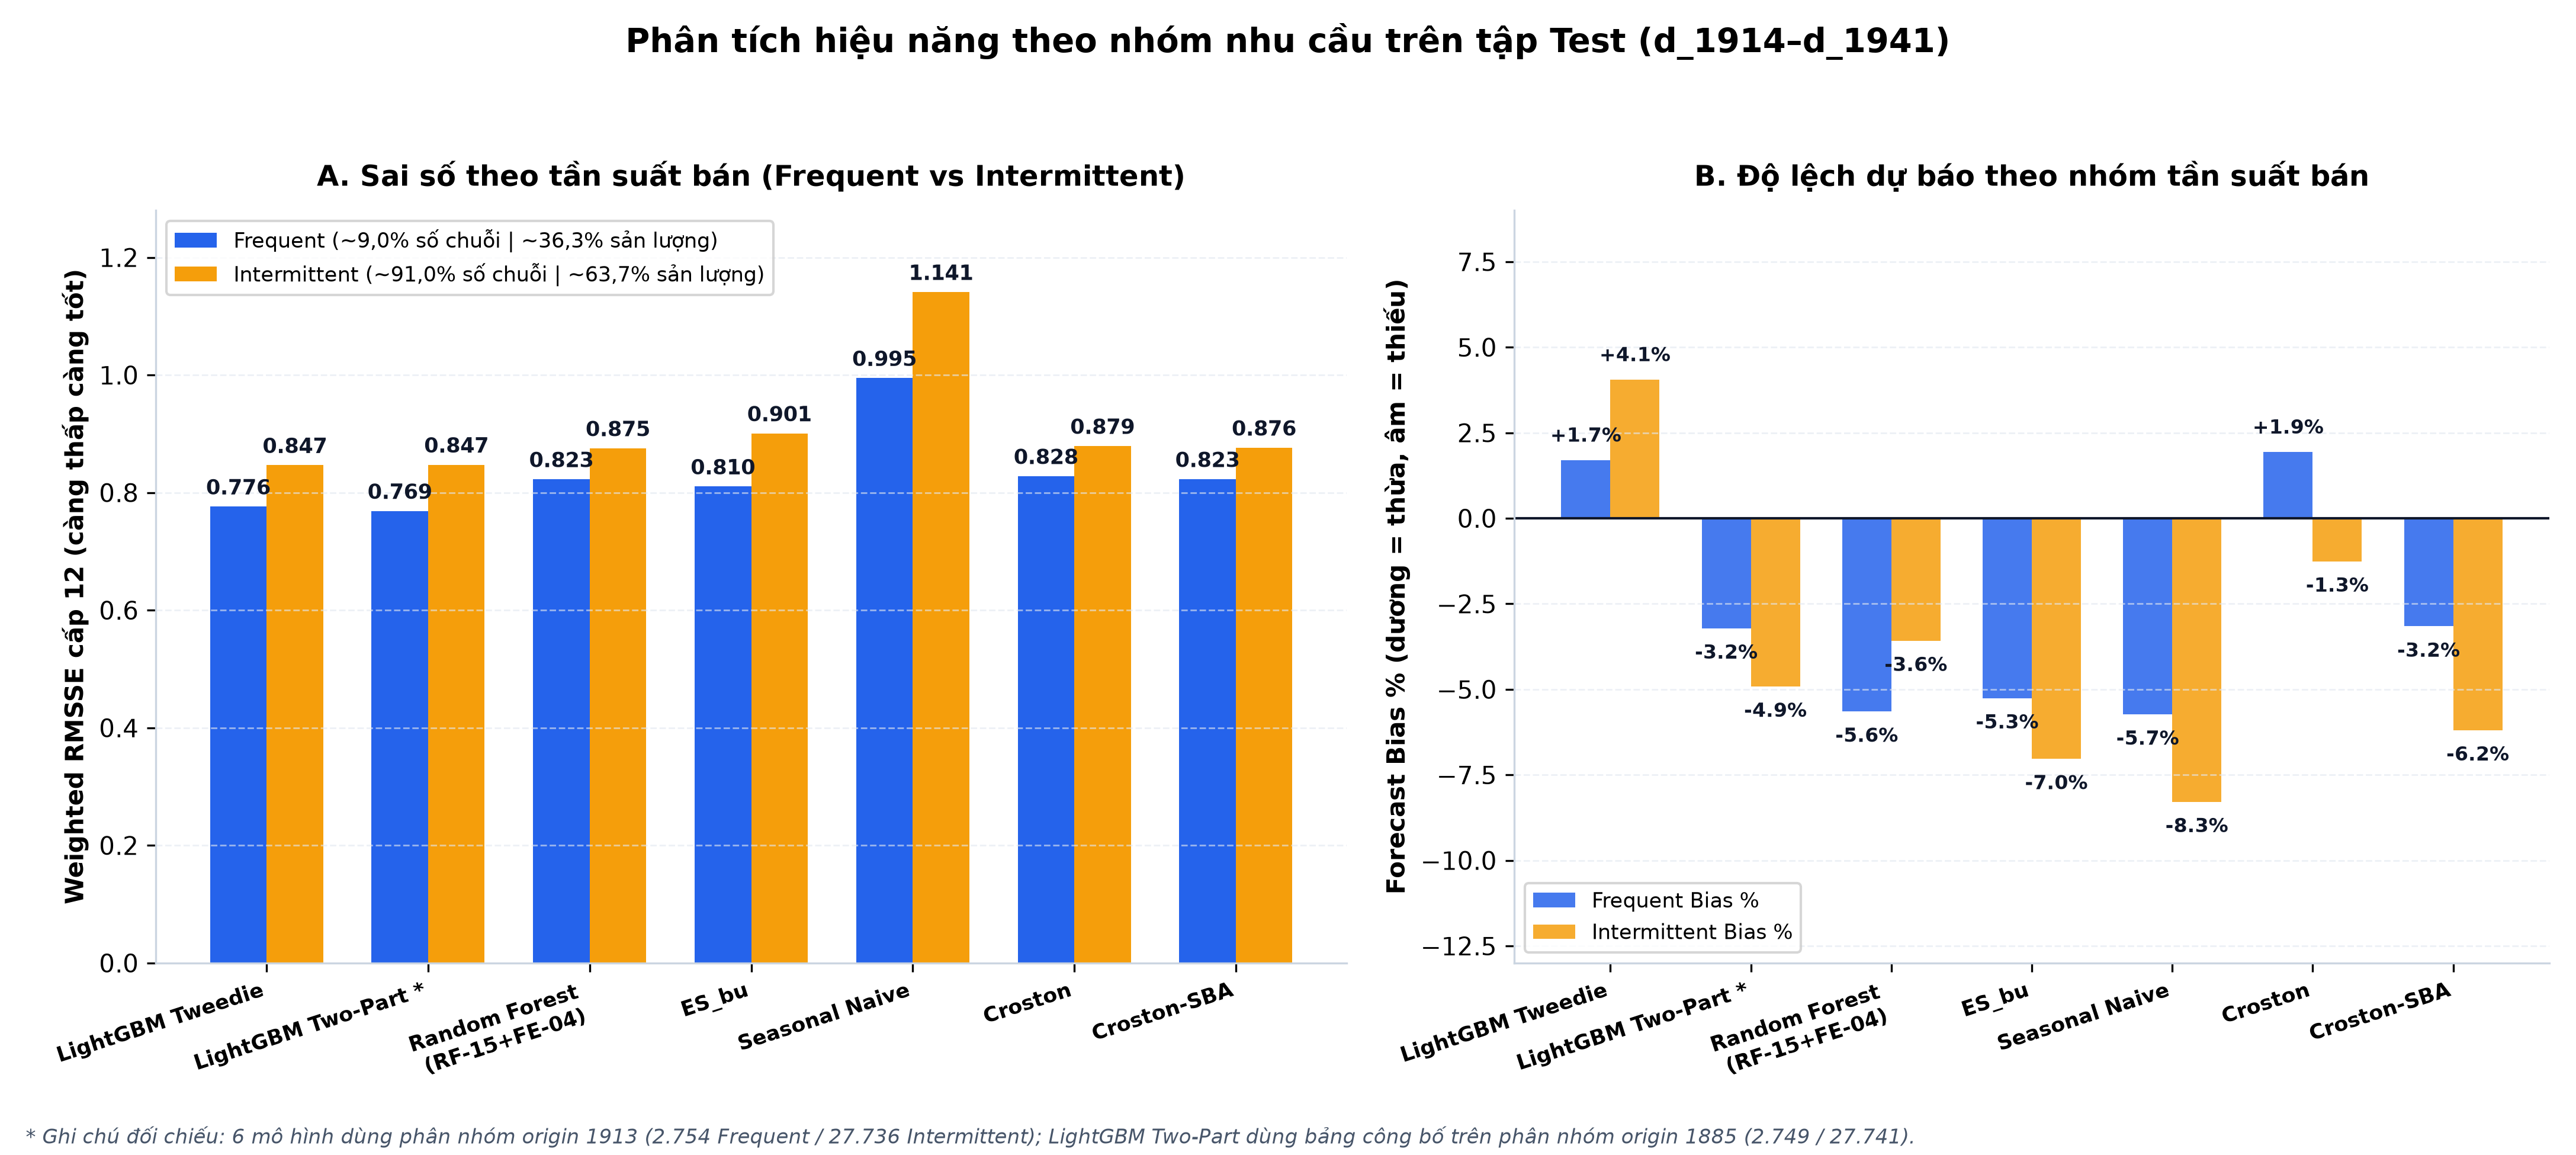 Phân tích hiệu năng theo nhóm nhu cầu trên tập Test (d_1914–d_1941)
A. Sai số theo tần suất bán (Frequent vs Intermittent)
Weighted RMSSE cấp 12 (càng thấp càng tốt)
1.2
1.0
0.8
0.6
0.4
0.2
0.0
Frequent (~9,0% số chuỗi | ~36,3% sản lượng)
Intermittent (~91,0% số chuỗi | ~63,7% sản lượng)
0.776
0.847
0.769
0.847
0.823
0.875
0.810
0.901
0.995
1.141
0.828
0.879
0.823
0.876
LightGBM Tweedie
LightGBM Two-Part *
Random Forest
(RF-15+FE-04)
ES_bu
Seasonal Naive
Croston
Croston-SBA
B. Độ lệch dự báo theo nhóm tần suất bán
Forecast Bias % (dương = thừa, âm = thiếu)
7.5
5.0
2.5
0.0
−2.5
−5.0
−7.5
−10.0
−12.5
+1.7%
+4.1%
-3.2%
-4.9%
-5.6%
-3.6%
-5.3%
-7.0%
-5.7%
-8.3%
+1.9%
-1.3%
-3.2%
-6.2%
Frequent Bias %
Intermittent Bias %
LightGBM Tweedie
LightGBM Two-Part *
Random Forest
(RF-15+FE-04)
ES_bu
Seasonal Naive
Croston
Croston-SBA
* Ghi chú đối chiếu: 6 mô hình dùng phân nhóm origin 1913 (2.754 Frequent / 27.736 Intermittent); LightGBM Two-Part dùng bảng công bố trên phân nhóm origin 1885 (2.749 / 27.741).